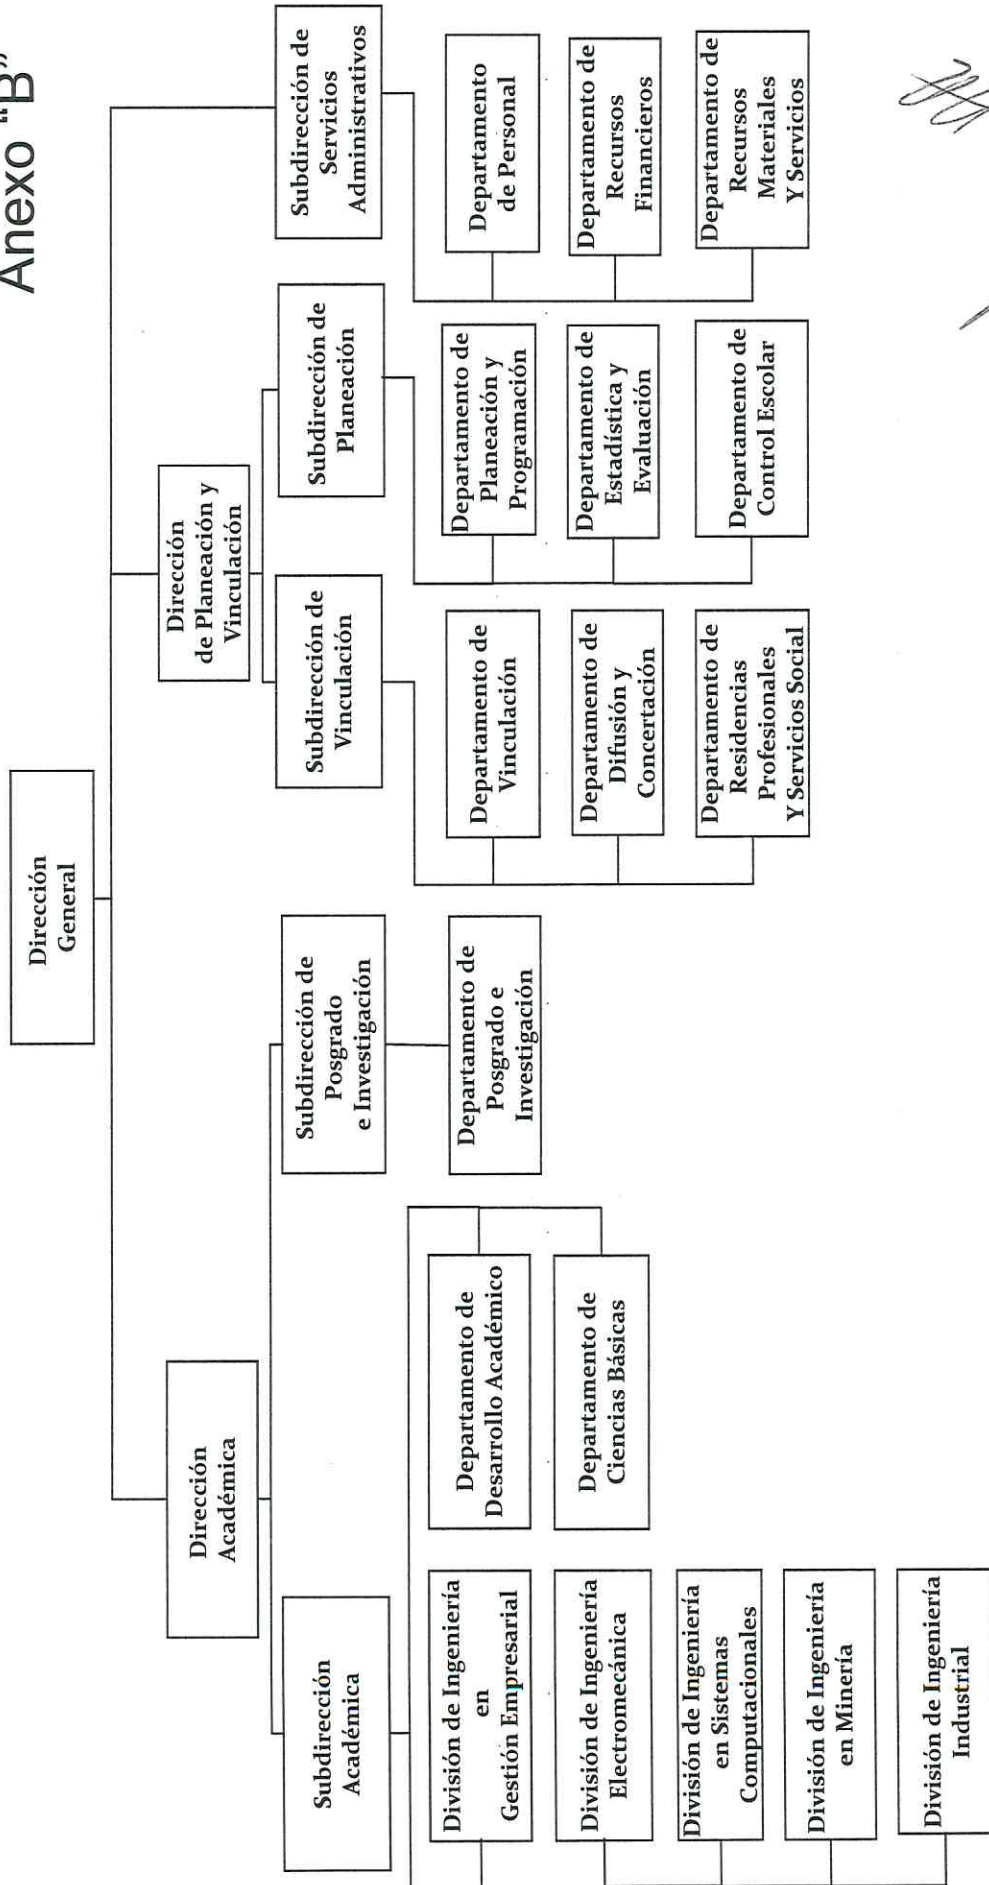 Anexo "B"
Dirección
General
Dirección
Académica
Dirección
de Planeación y
Vinculación
Subdirección
Académica
Subdirección de
Posgrado
e Investigación
Subdirección de
Vinculación
Subdirección de
Planeación
Subdirección de
Servicios
Administrativos
División de Ingeniería
en
Gestión Empresarial
División de Ingeniería
Electromecánica
División de Ingeniería
en Sistemas
Computacionales
División de Ingeniería
en Minería
División de Ingeniería
Industrial
Departamento de
Desarrollo Académico
Departamento de
Ciencias Básicas
Departamento de
Posgrado e
Investigación
Departamento de
Vinculación
Departamento de
Difusión y
Concertación
Departamento de
Residencias
Profesionales
Y Servicios Social
Departamento de
Planeación y
Programación
Departamento de
Estadística y
Evaluación
Departamento de
Control Escolar
Departamento
de Personal
Departamento de
Recursos
Financieros
Departamento de
Recursos
Materiales
Y Servicios